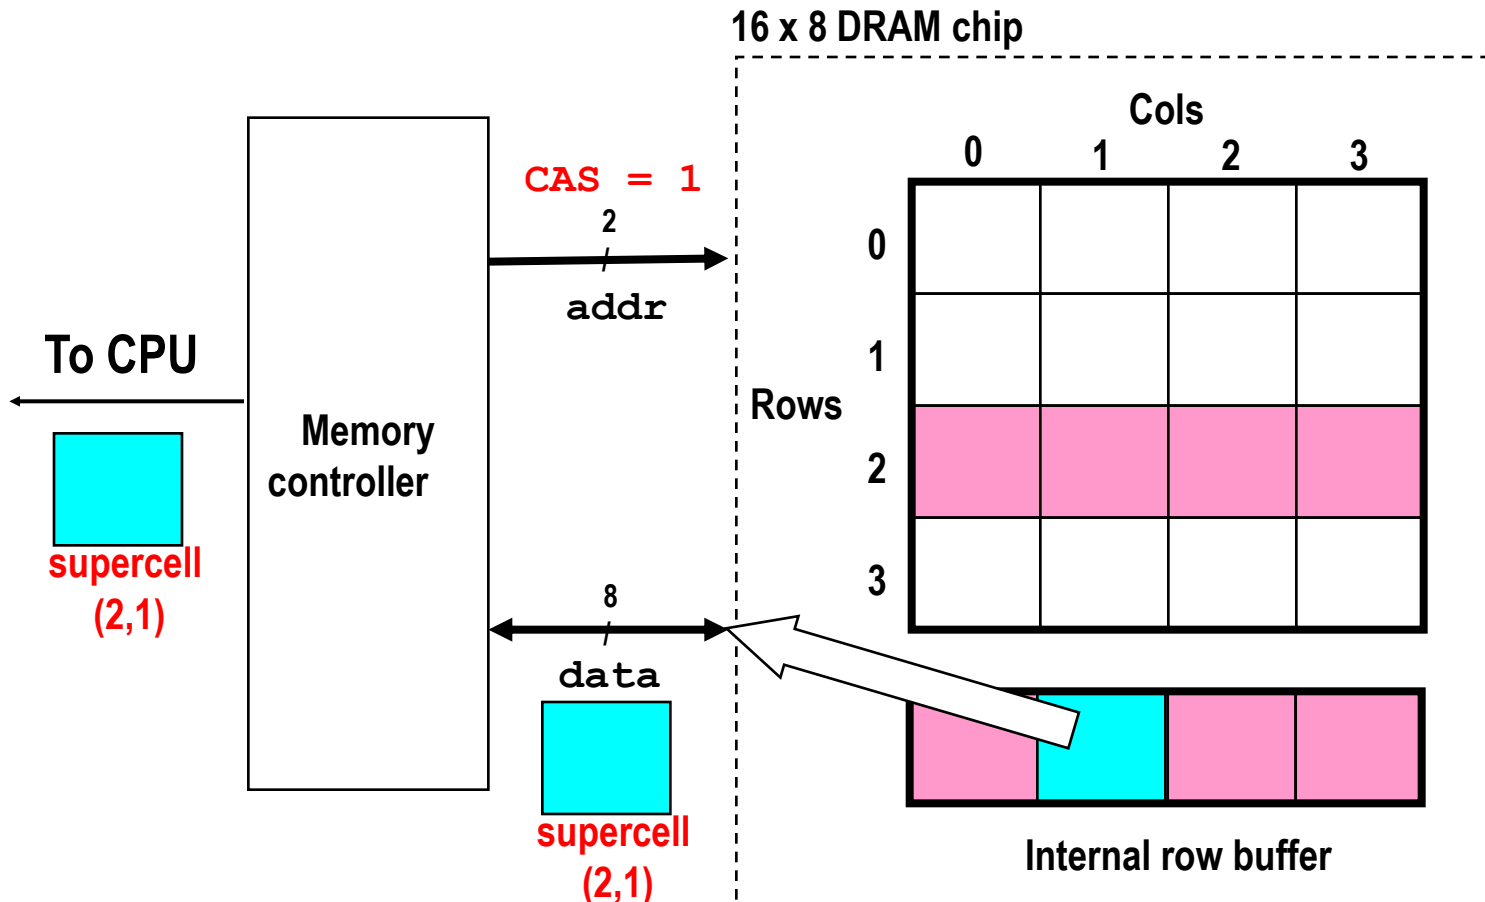 16 x 8 DRAM chip
Cols
0 1 2 3
CAS = 1
2
addr
0
1
Rows
2
3
To CPU
Memory
controller
supercell
(2,1)
8
data
supercell
(2,1)
Internal row buffer